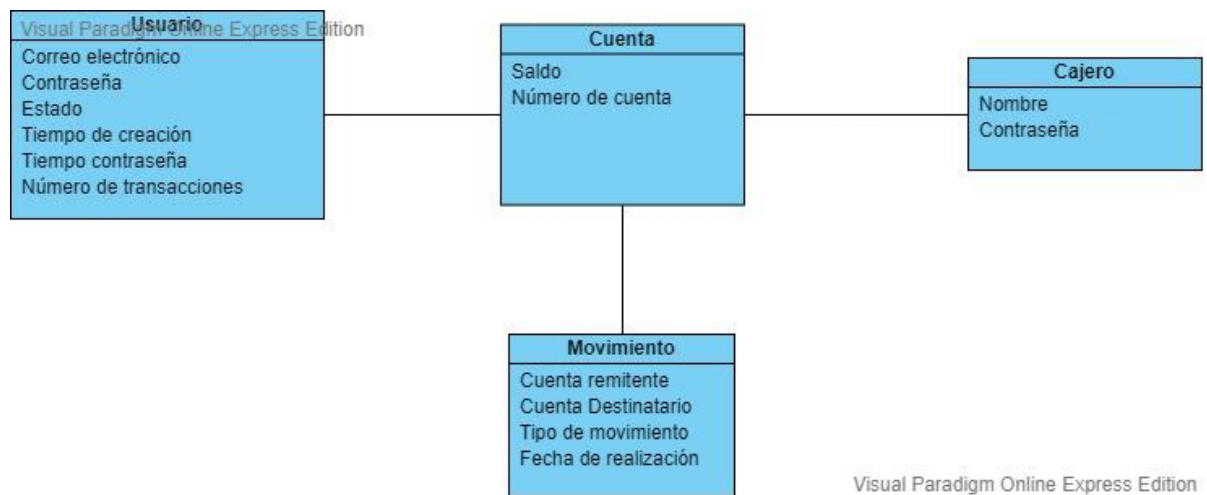 Usuario
Visual Paradigm Online Express Edition
Correo electrónico
Contraseña
Estado
Tiempo de creación
Tiempo contraseña
Número de transacciones
Cuenta
Saldo
Número de cuenta
Cajero
Nombre
Contraseña
Movimiento
Cuenta remitente
Cuenta Destinatario
Tipo de movimiento
Fecha de realización
Visual Paradigm Online Express Edition